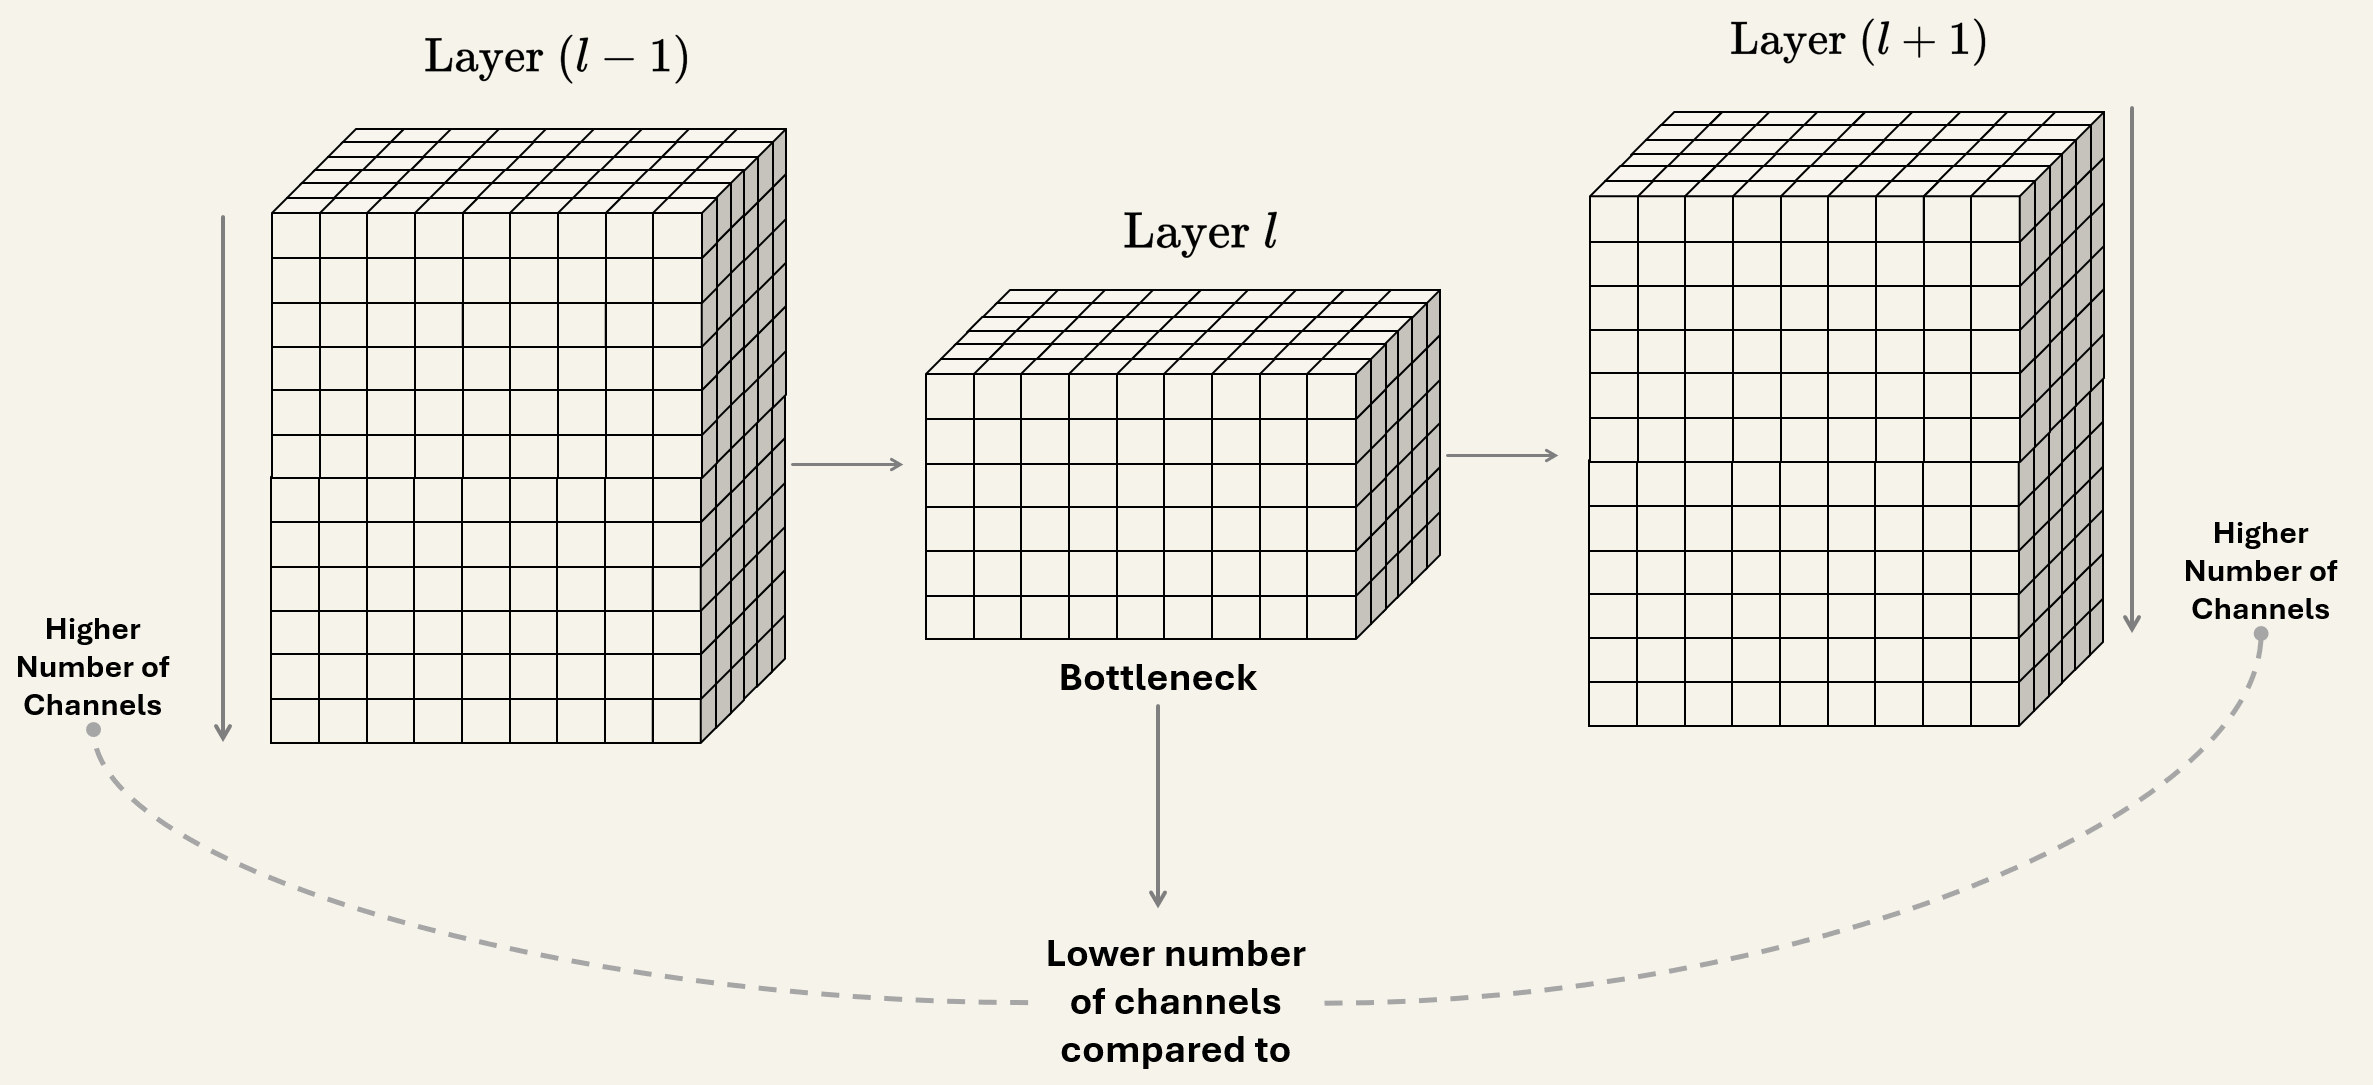 Layer (l − 1)
Layer (l + 1)
Layer l
Higher
Number of
Channels
Higher
Number of
Channels
Bottleneck
Lower number
of channels
compared to